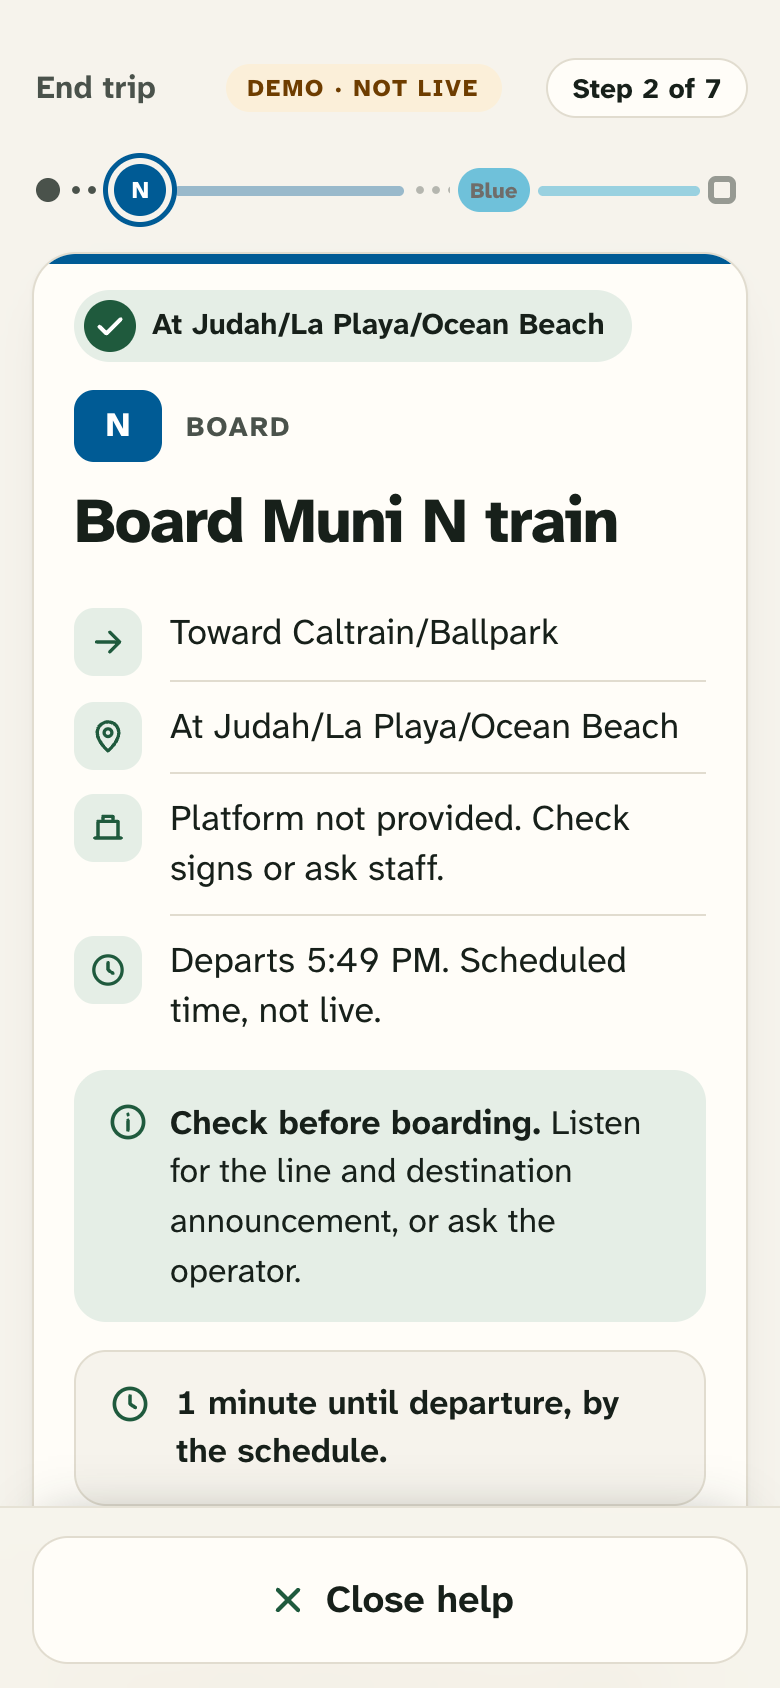 End trip
DEMO · NOT LIVE
Step 2 of 7
N
Blue
At Judah/La Playa/Ocean Beach
N
BOARD
Board Muni N train
Toward Caltrain/Ballpark
At Judah/La Playa/Ocean Beach
Platform not provided. Check
signs or ask staff.
Departs 5:49 PM. Scheduled
time, not live.
Check before boarding. Listen
for the line and destination
announcement, or ask the
operator.
1 minute until departure, by
the schedule.
Close help